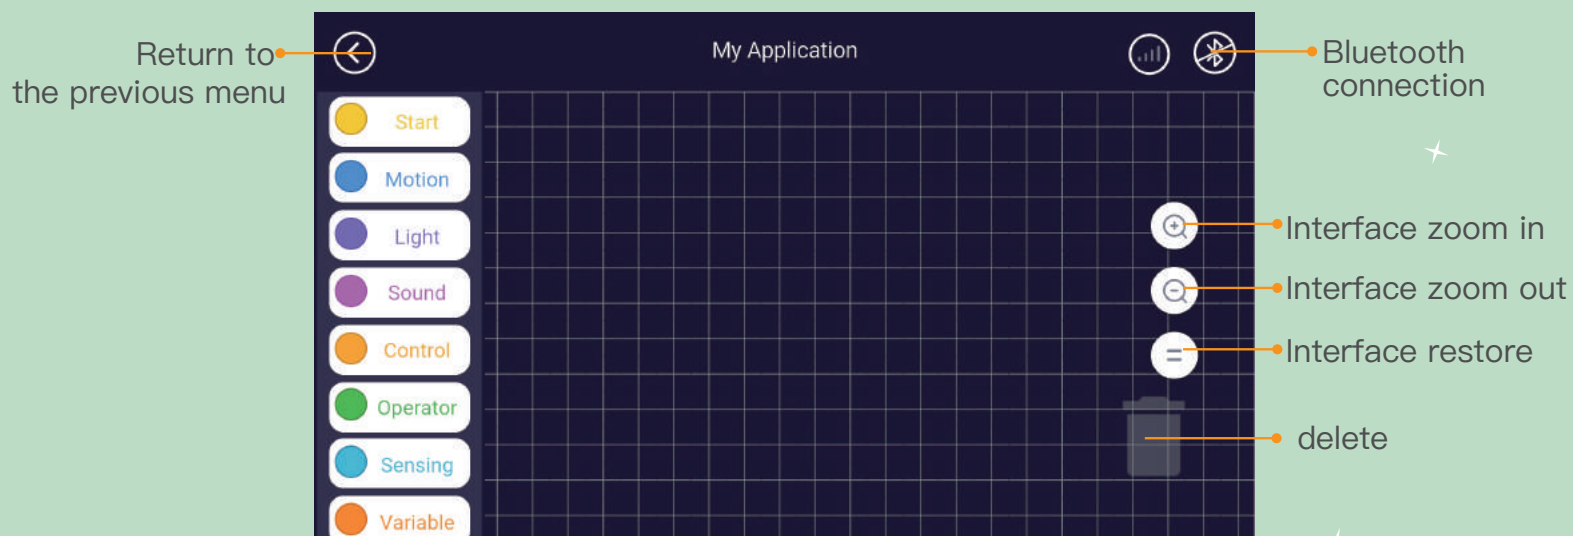 Return to
the previous menu
My Application
Bluetooth
connection
Start
Motion
Light
Sound
Control
Operator
Sensing
Variable
Interface zoom in
Interface zoom out
Interface restore
delete